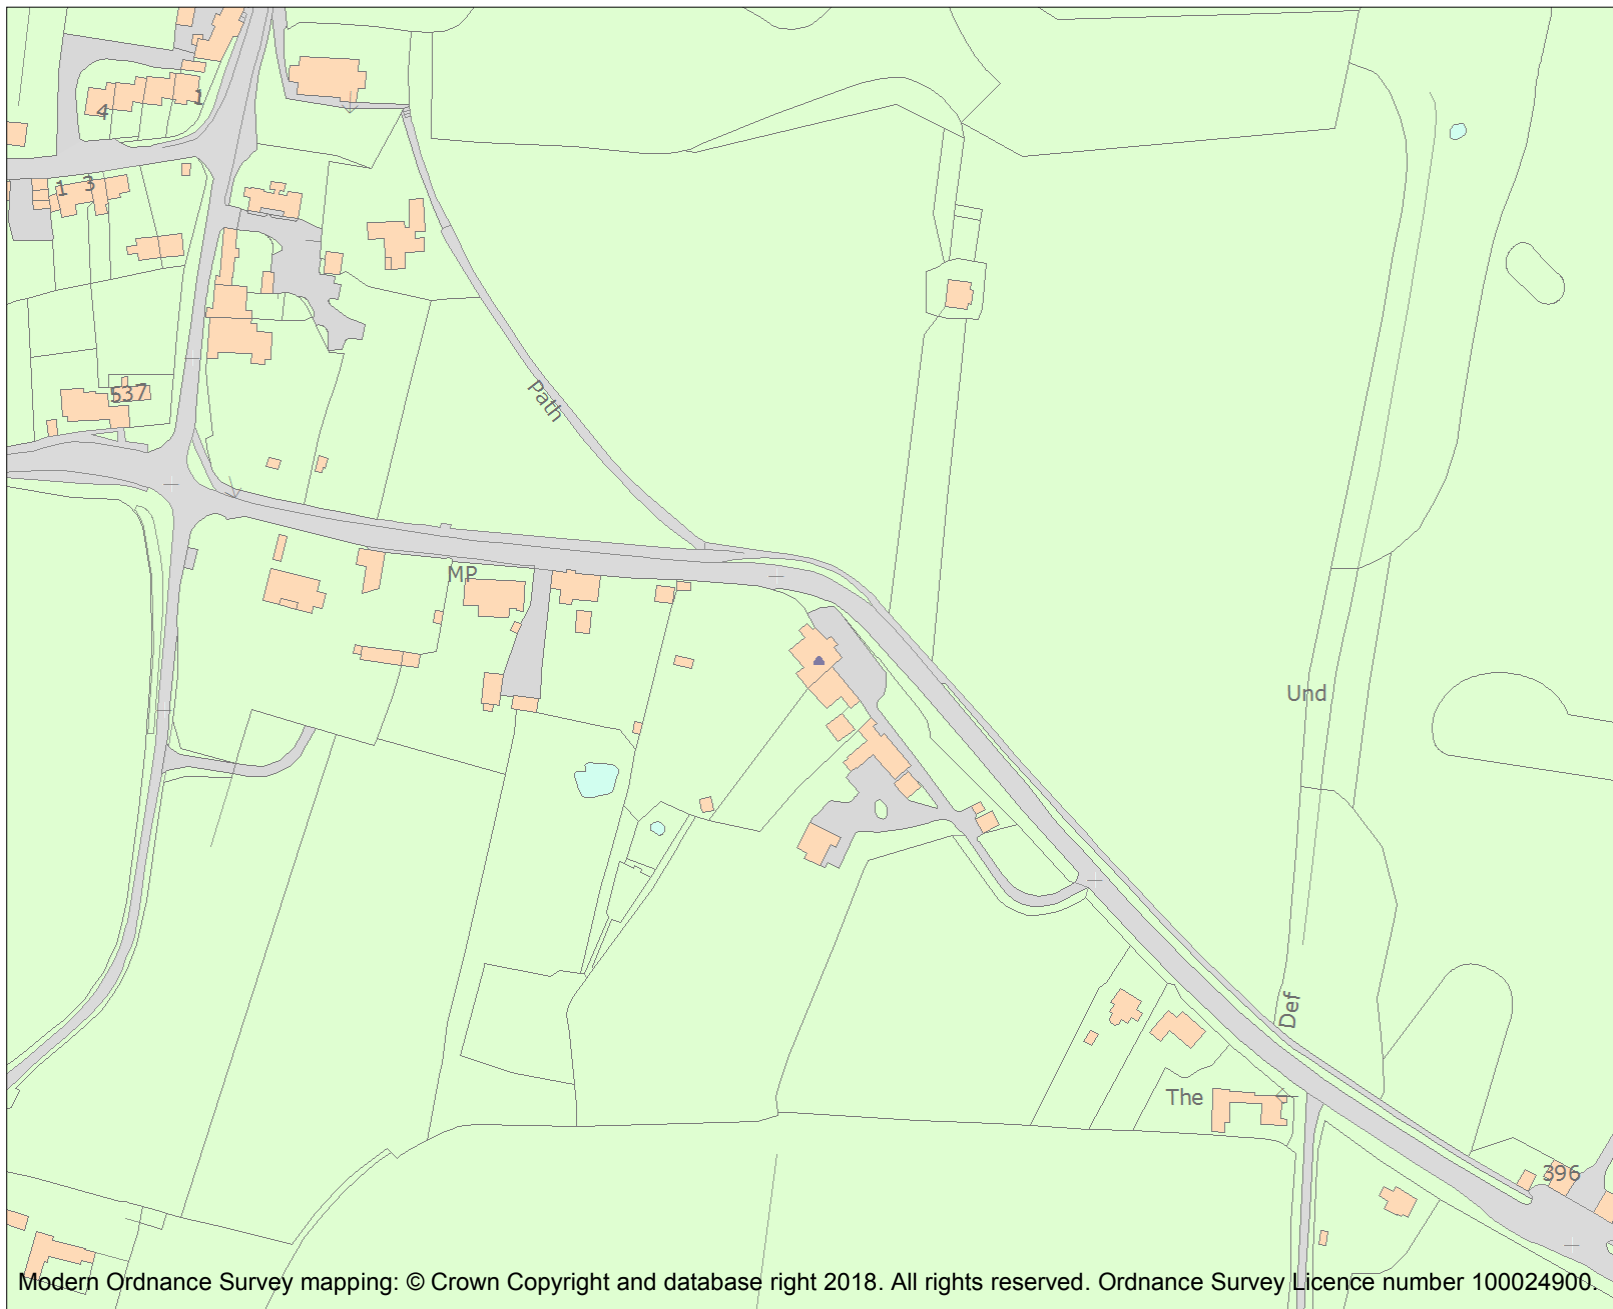 4
1
1 3
537
Path
MP
Und
Def
The
396
Modern Ordnance Survey mapping: © Crown Copyright and database right 2018. All rights reserved. Ordnance Survey Licence number 100024900.